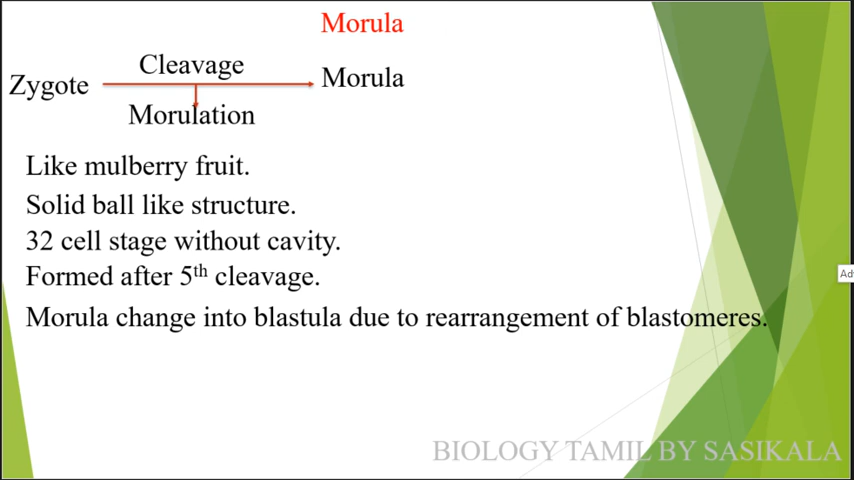 Morula
Cleavage
Zygote
Morula
Morulation
Like mulberry fruit.
Solid ball like structure.
32 cell stage without cavity.
Formed after 5th cleavage.
Morula change into blastula due to rearrangement of blastomeres.
BIOLOGY TAMIL BY SASIKALA